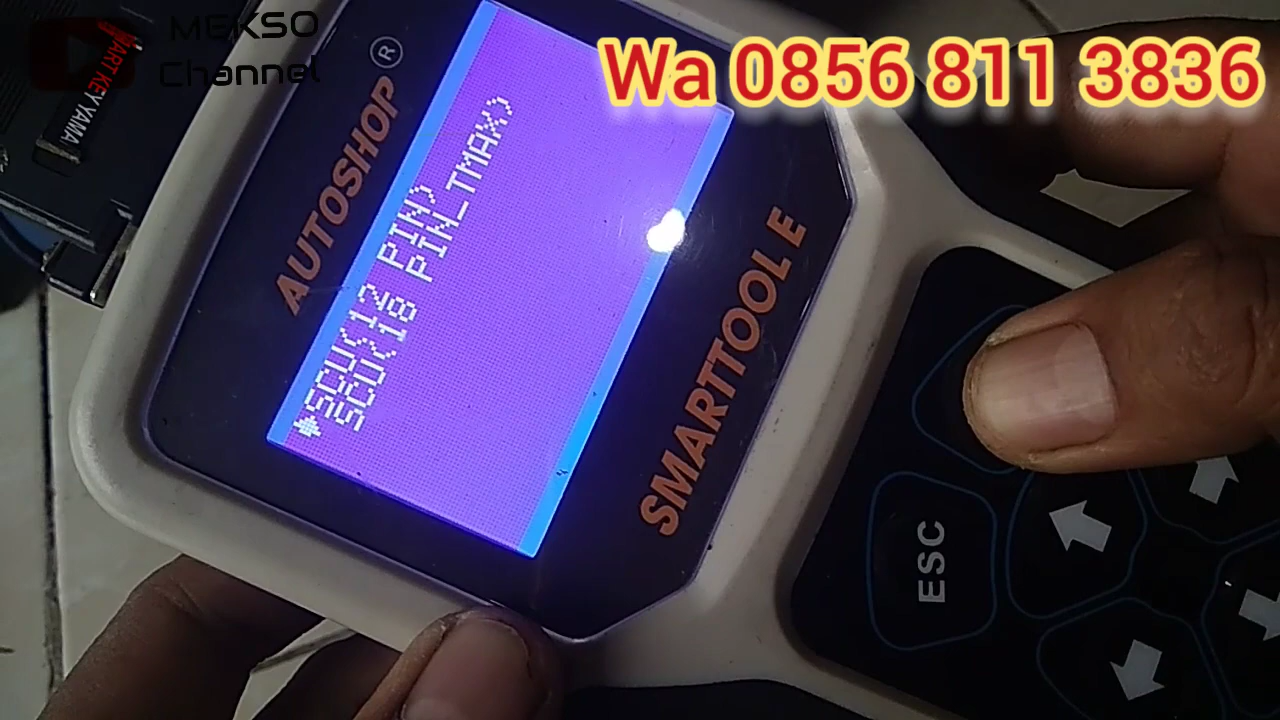 MEKSO
Channel
Wa 0856 811 3836
AUTOSHOP ®
SCU<12 PIN>
SCU<18 PIN_TMAX>
SMARTTOOL E
ESC